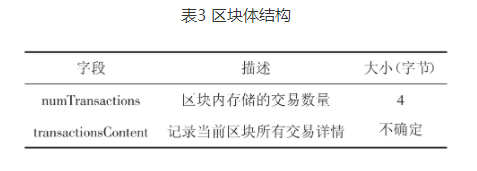 表3 区块体结构
字段 描述 大小(字节)
numTransactions 区块内存储的交易数量 4
transactionsContent 记录当前区块所有交易详情 不确定